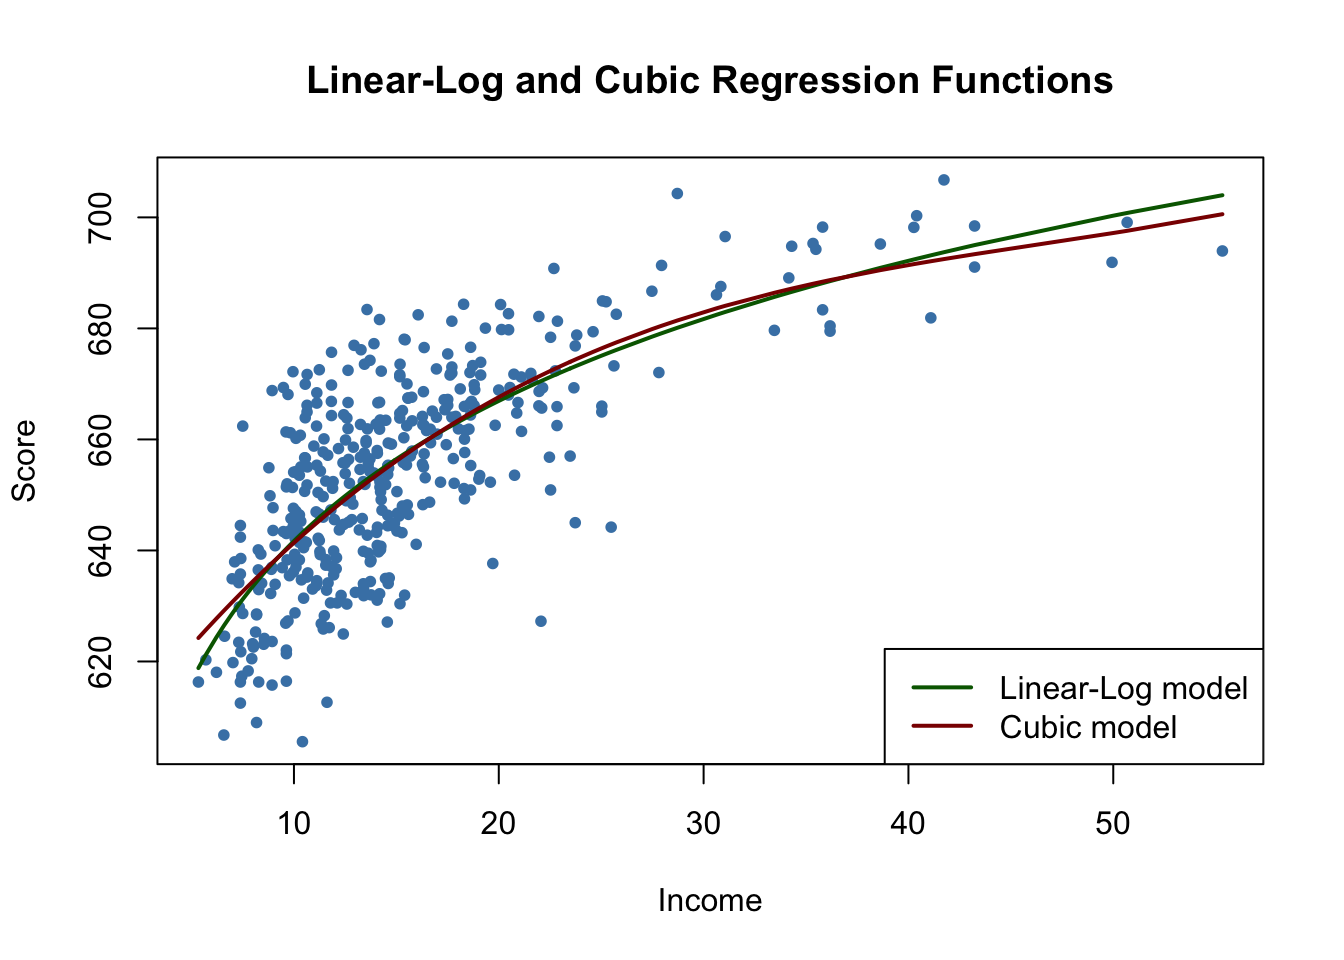 Linear-Log and Cubic Regression Functions
Score
700
680
660
640
620
Linear-Log model
Cubic model
10 20 30 40 50
Income